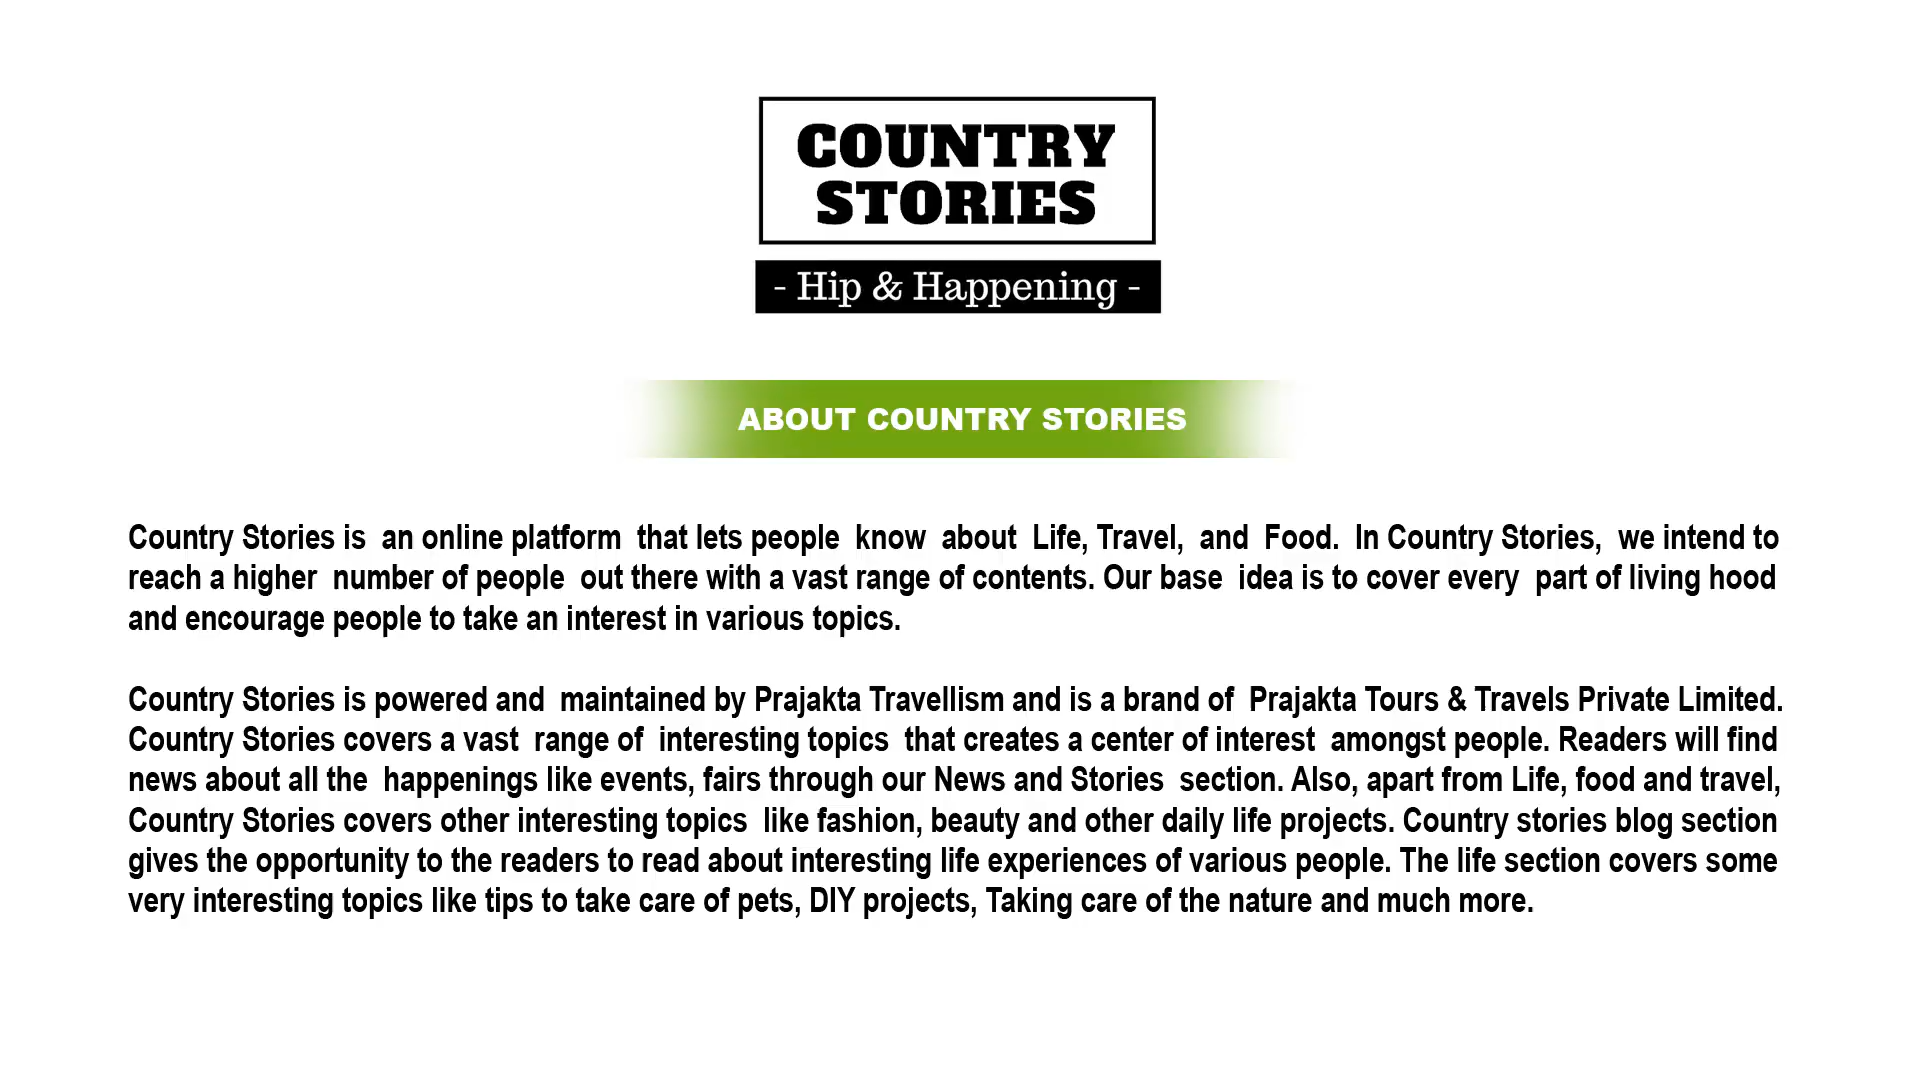 COUNTRY
STORIES
- Hip & Happening -
ABOUT COUNTRY STORIES
Country Stories is an online platform that lets people know about Life, Travel, and Food. In Country Stories, we intend to
reach a higher number of people out there with a vast range of contents. Our base idea is to cover every part of living hood
and encourage people to take an interest in various topics.
Country Stories is powered and maintained by Prajakta Travellism and is a brand of Prajakta Tours & Travels Private Limited.
Country Stories covers a vast range of interesting topics that creates a center of interest amongst people. Readers will find
news about all the happenings like events, fairs through our News and Stories section. Also, apart from Life, food and travel,
Country Stories covers other interesting topics like fashion, beauty and other daily life projects. Country stories blog section
gives the opportunity to the readers to read about interesting life experiences of various people. The life section covers some
very interesting topics like tips to take care of pets, DIY projects, Taking care of the nature and much more.